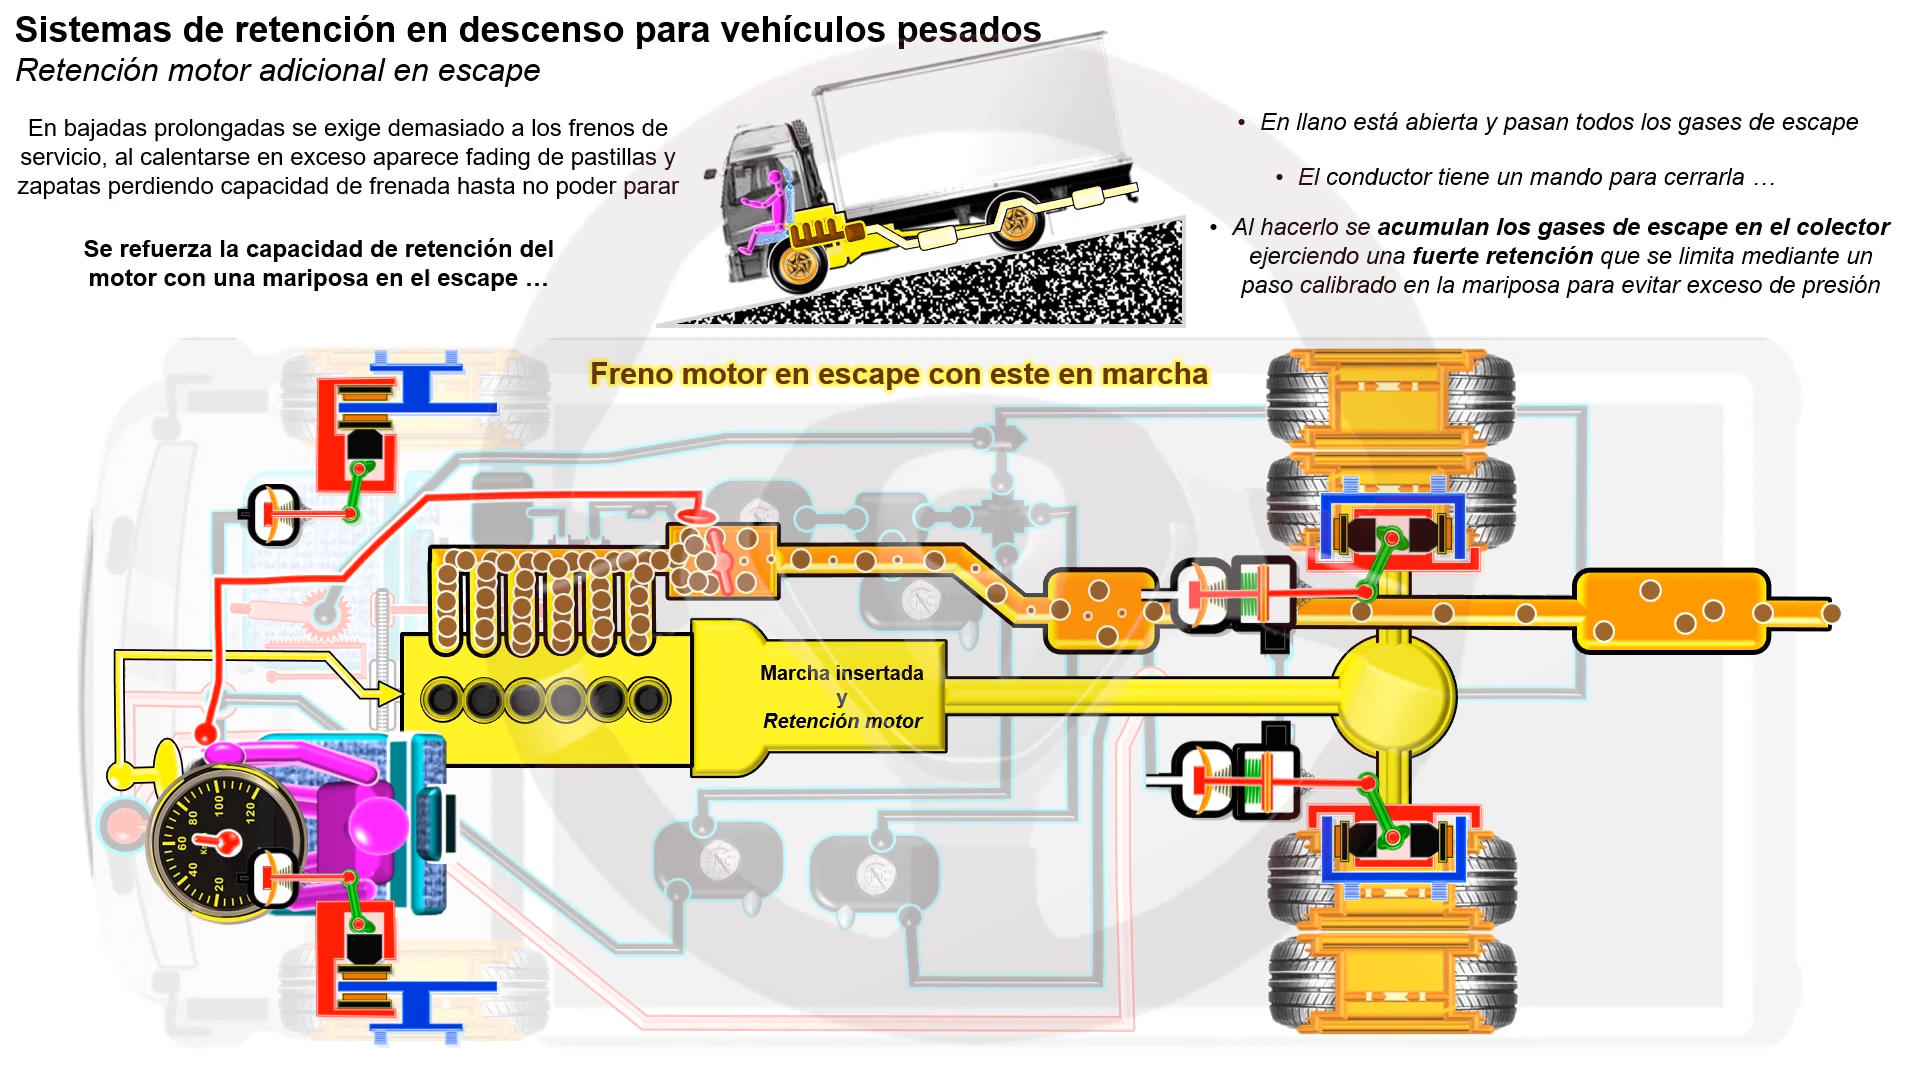 Sistemas de retención en descenso para vehículos pesados
Retención motor adicional en escape
En bajadas prolongadas se exige demasiado a los frenos de
servicio, al calentarse en exceso aparece fading de pastillas y
zapatas perdiendo capacidad de frenada hasta no poder parar
Se refuerza la capacidad de retención del
motor con una mariposa en el escape …
• En llano está abierta y pasan todos los gases de escape
• El conductor tiene un mando para cerrarla …
• Al hacerlo se acumulan los gases de escape en el colector
ejerciendo una fuerte retención que se limita mediante un
paso calibrado en la mariposa para evitar exceso de presión
Freno motor en escape con este en marcha
Marcha insertada
y
Retención motor
20
40
60
80
100
120